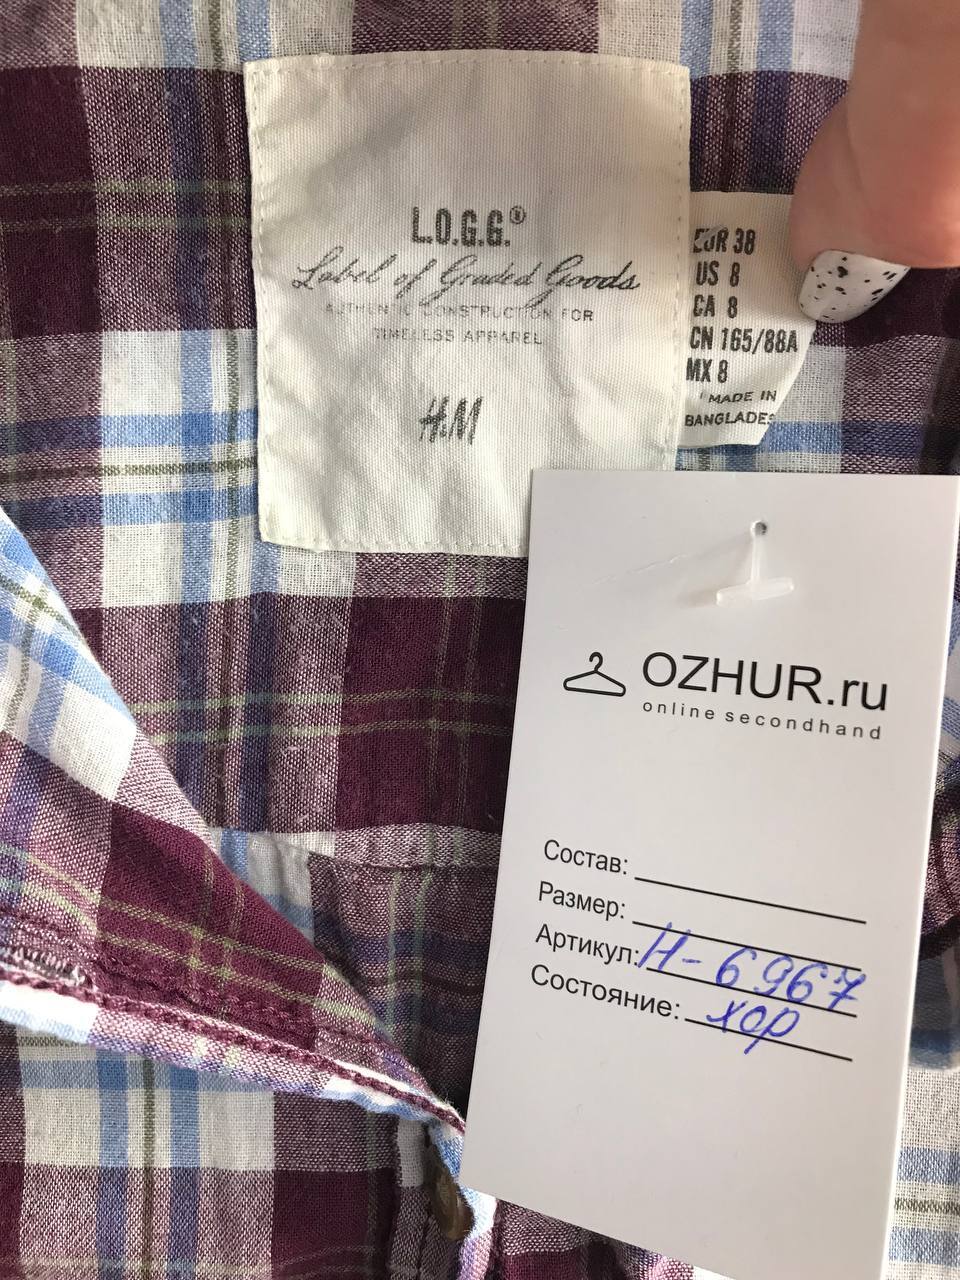 L.O.G.G.®
Label of Graded Goods
AUTHENTIC CONSTRUCTION FOR
TIMELESS APPAREL
H&M
EUR 38
US 8
CA 8
CN 165/88A
MX 8
MADE IN
BANGLADES
OZHUR.ru
online secondhand
Состав:
Размер:
Артикул: Н-6967
Состояние: хор